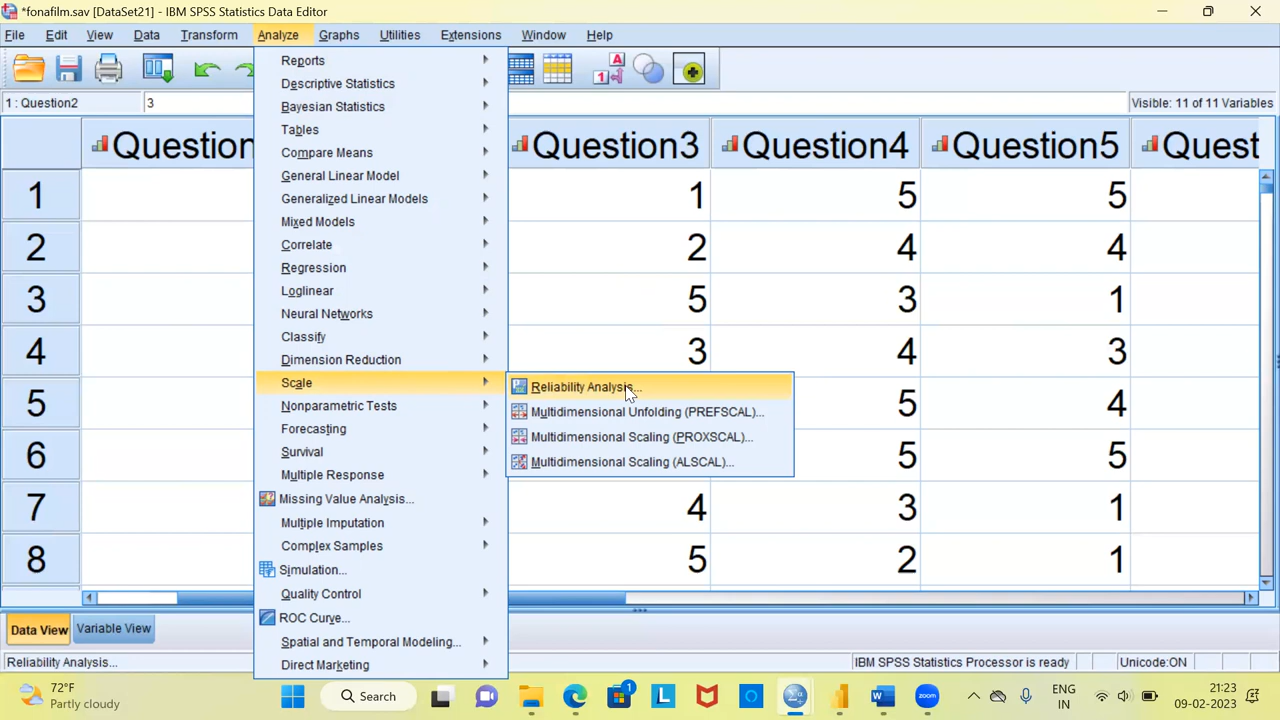 *fonafilm.sav [DataSet21] - IBM SPSS Statistics Data Editor
File Edit View Data Transform Analyze Graphs Utilities Extensions Window Help
1 : Question2 3 Visible: 11 of 11 Variables
Question Question3 Question4 Question5 Quest
1 1 5 5
2 2 4 4
3 5 3 1
4 3 4 3
5 5 4
6 5 5
7 4 3 1
8 5 2 1
Reports
Descriptive Statistics
Bayesian Statistics
Tables
Compare Means
General Linear Model
Generalized Linear Models
Mixed Models
Correlate
Regression
Loglinear
Neural Networks
Classify
Dimension Reduction
Scale
Nonparametric Tests
Forecasting
Survival
Multiple Response
Missing Value Analysis...
Multiple Imputation
Complex Samples
Simulation...
Quality Control
ROC Curve...
Spatial and Temporal Modeling...
Direct Marketing
Reliability Analysis...
Multidimensional Unfolding (PREFSCAL)...
Multidimensional Scaling (PROXSCAL)...
Multidimensional Scaling (ALSCAL)...
Data View Variable View
Reliability Analysis... IBM SPSS Statistics Processor is ready Unicode:ON
72°F
Partly cloudy
Search
1
ENG
IN
21:23
09-02-2023